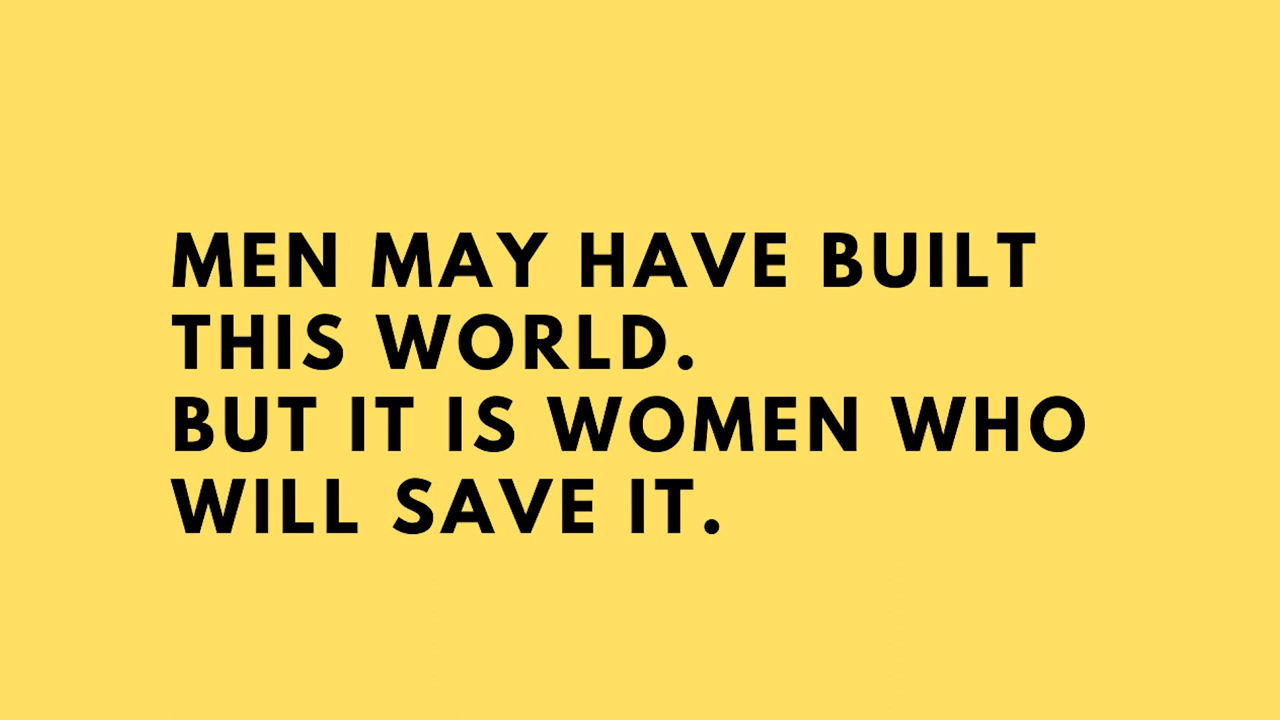 MEN MAY HAVE BUILT
THIS WORLD.
BUT IT IS WOMEN WHO
WILL SAVE IT.